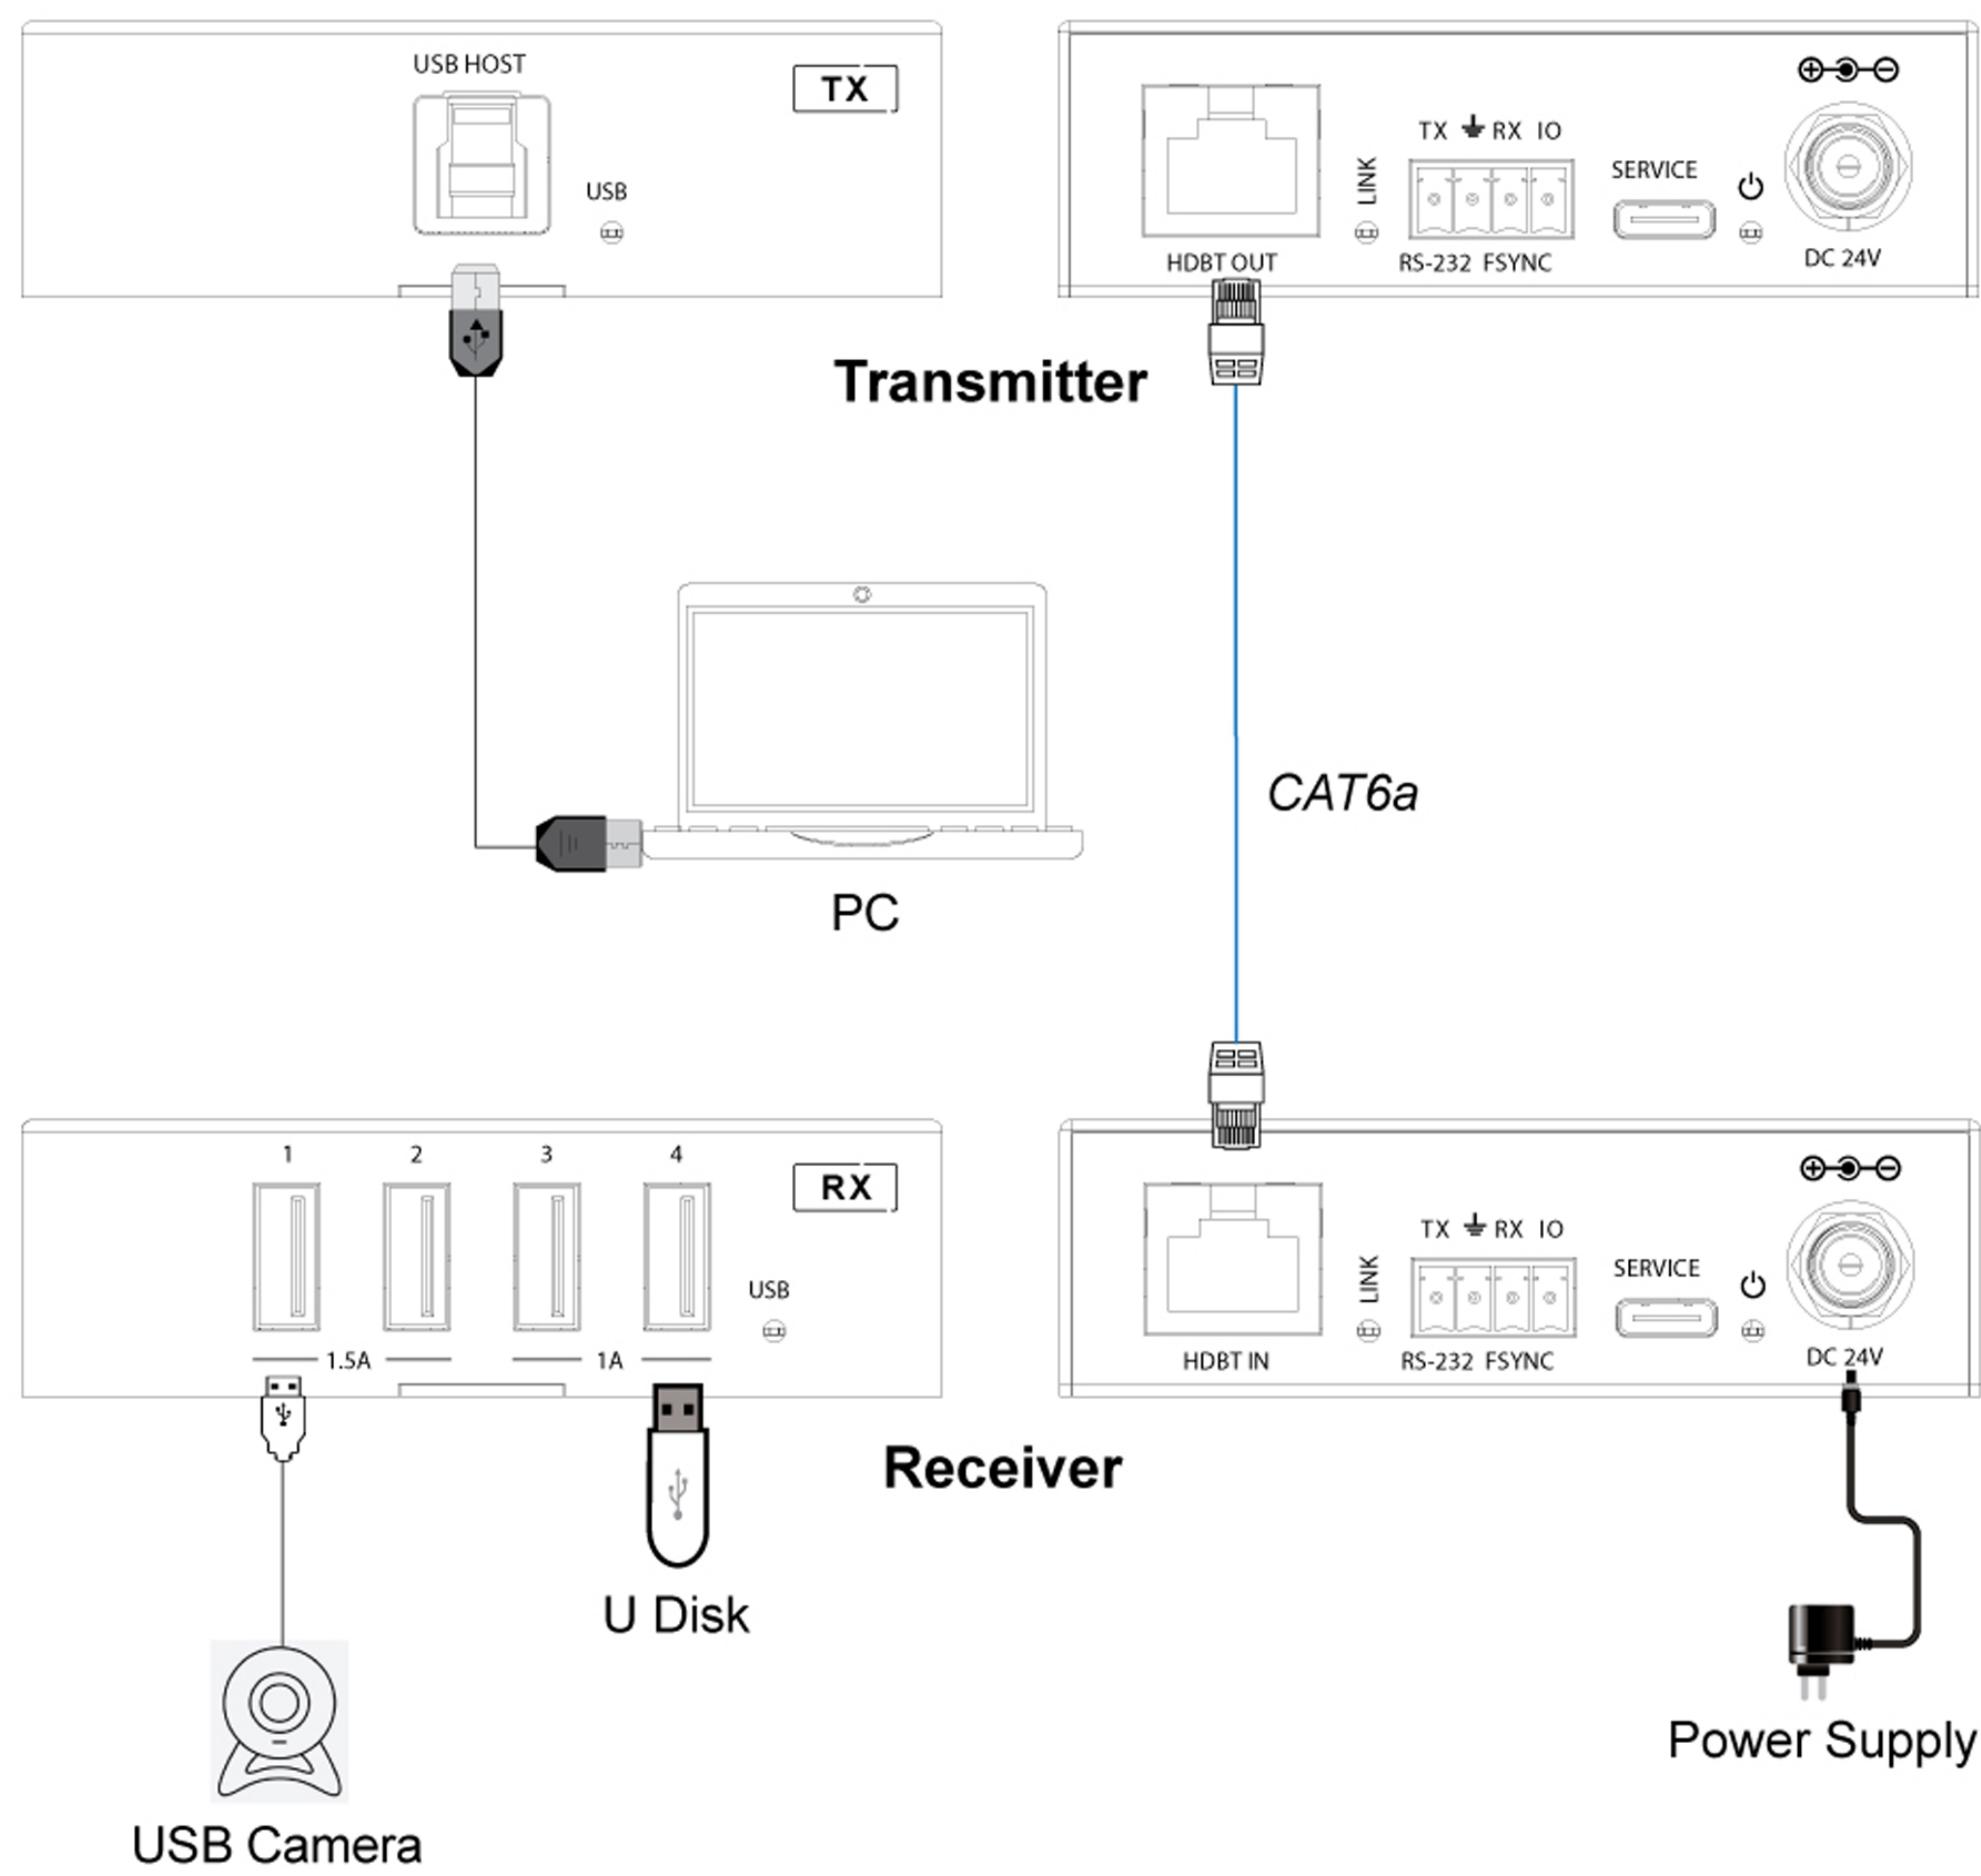 USB HOST
TX
USB
TX RX IO
LINK
SERVICE
HDBT OUT
RS-232 FSYNC
DC 24V
Transmitter
CAT6a
PC
1 2 3 4
RX
USB
1.5A 1A
TX RX IO
LINK
SERVICE
HDBT IN
RS-232 FSYNC
DC 24V
Receiver
U Disk
Power Supply
USB Camera